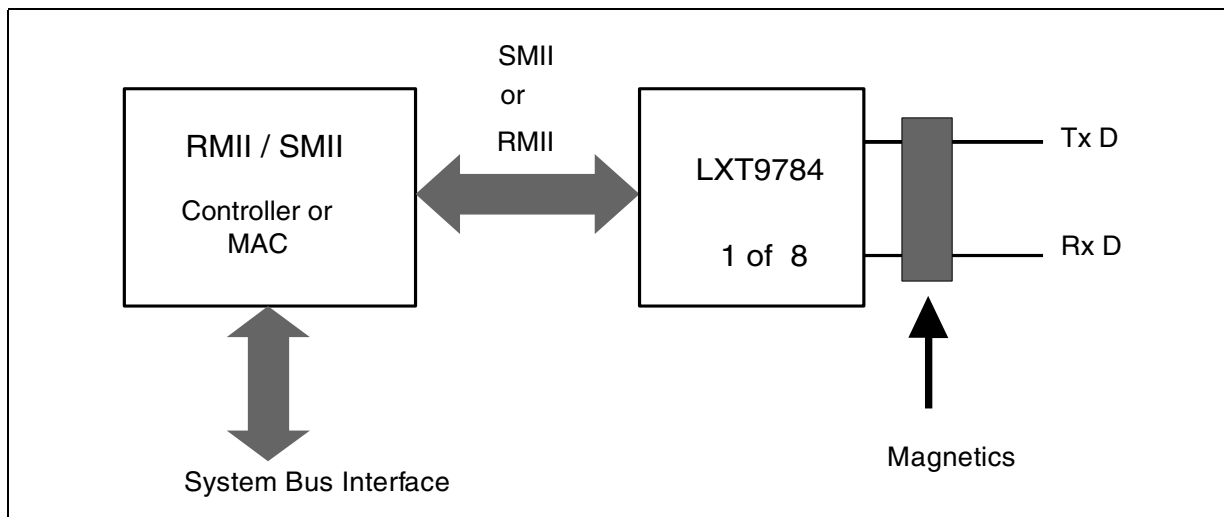 SMII
or
RMII
RMII / SMII
Controller or
MAC
LXT9784
1 of 8
Tx D
Rx D
Magnetics
System Bus Interface